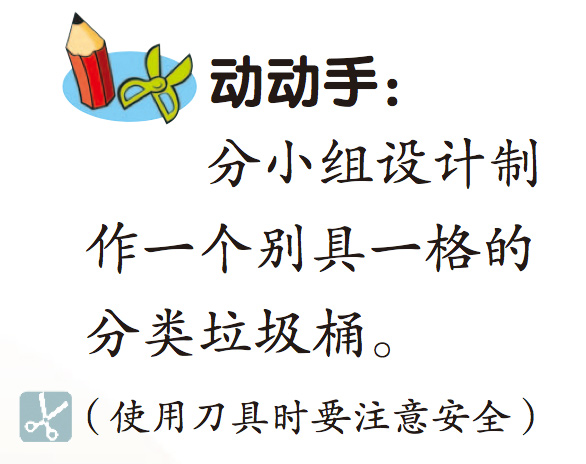 动动手：
分小组设计制
作一个别具一格的
分类垃圾桶。
（使用刀具时要注意安全）